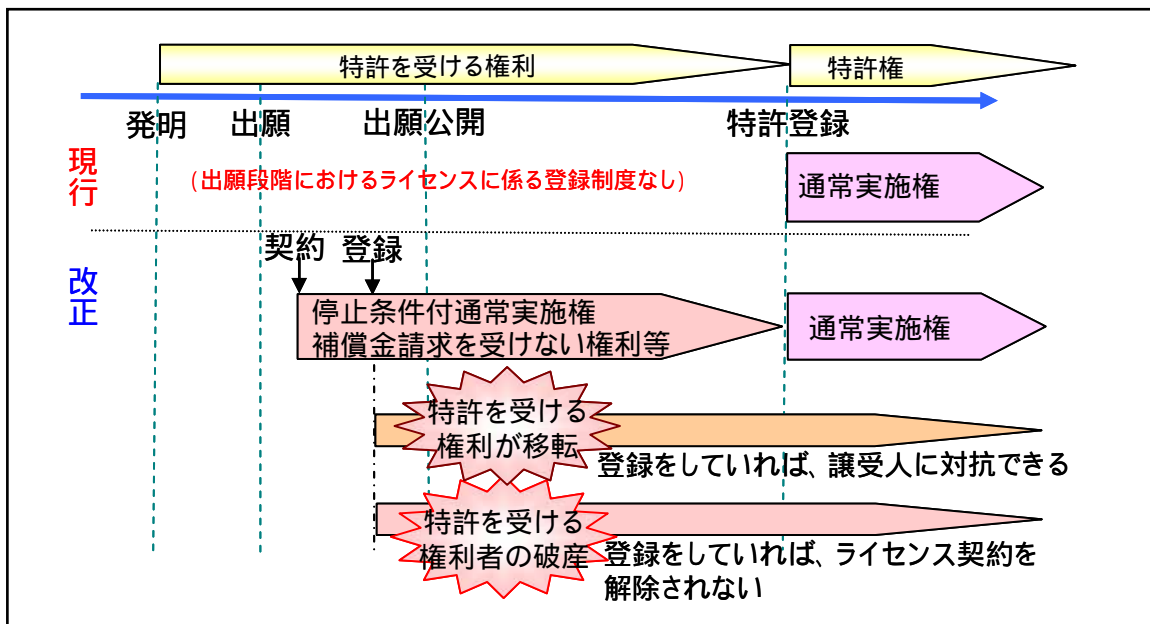 特許を受ける権利
特許権
発明
出願
出願公開
特許登録
現行
(出願段階におけるライセンスに係る登録制度なし)
通常実施権
改正
契約
登録
停止条件付通常実施権
補償金請求を受けない権利等
通常実施権
特許を受ける
権利が移転
登録をしていれば、譲受人に対抗できる
特許を受ける
権利者の破産
登録をしていれば、ライセンス契約を
解除されない